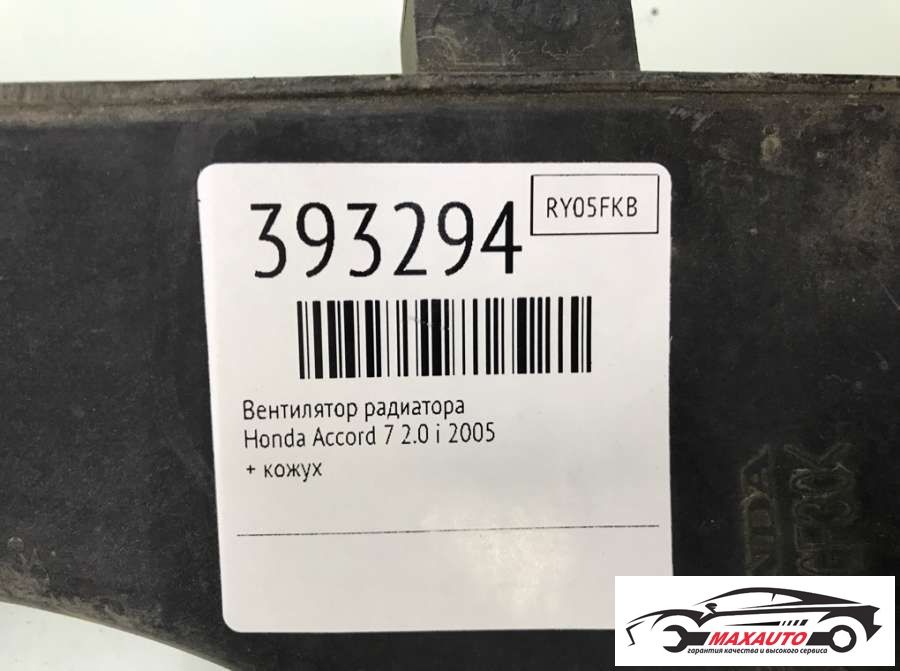 393294
RY05FKB
Вентилятор радиатора
Honda Accord 7 2.0 i 2005
+ кожух
MAXAUTO
гарантия качества и высокого сервиса